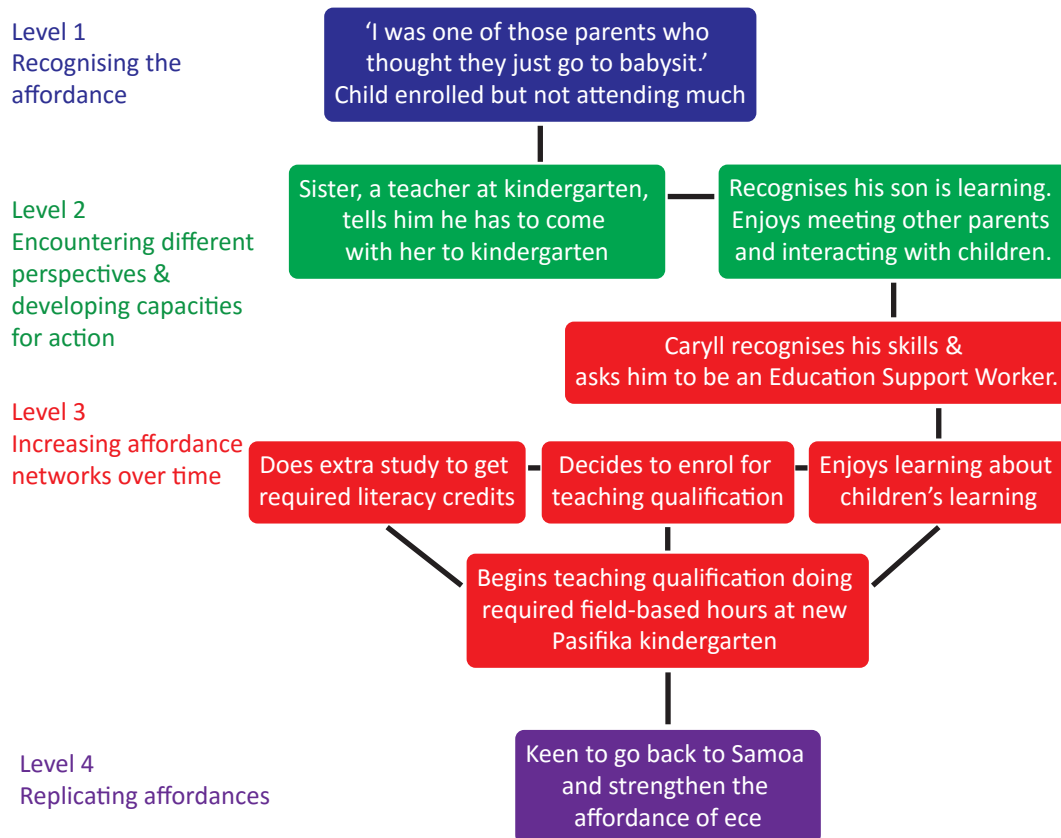 Level 1
Recognising the
affordance
‘I was one of those parents who
thought they just go to babysit.’
Child enrolled but not attending much
Level 2
Encountering different
perspectives &
developing capacities
for action
Sister, a teacher at kindergarten,
tells him he has to come
with her to kindergarten
Recognises his son is learning.
Enjoys meeting other parents
and interacting with children.
Caryll recognises his skills &
asks him to be an Education Support Worker.
Level 3
Increasing affordance
networks over time
Does extra study to get
required literacy credits
Decides to enrol for
teaching qualification
Enjoys learning about
children’s learning
Begins teaching qualification doing
required field-based hours at new
Pasifika kindergarten
Level 4
Replicating affordances
Keen to go back to Samoa
and strengthen the
affordance of ece